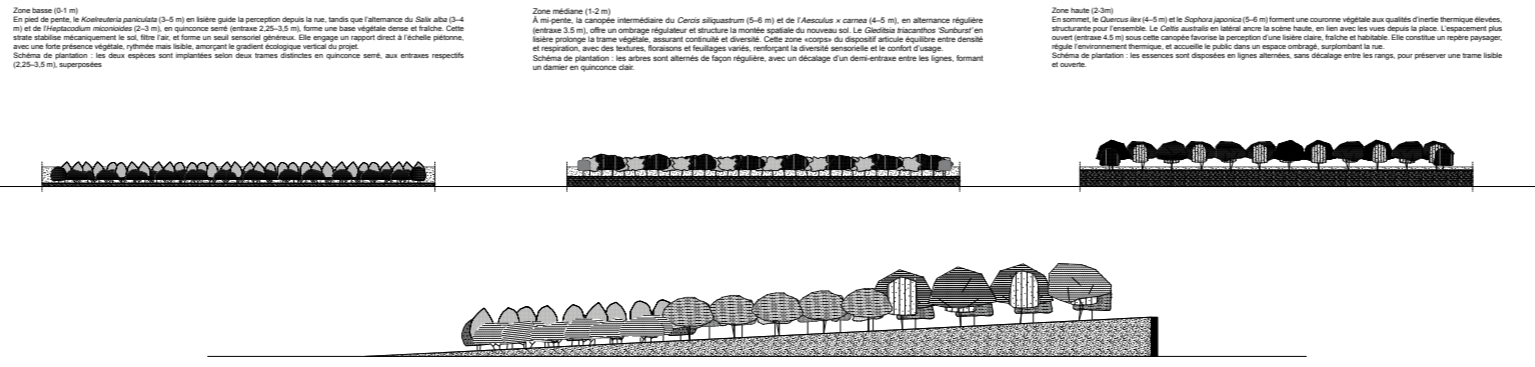 Zone basse (0-1 m)
En pied de pente, le Koelreuteria paniculata (3–5 m) en lisière guide la perception depuis la rue, tandis que l'alternance du Salix alba (3–4
m) et de l'Heptacodium miconioides (2–3 m), en quinconce serré (entraxe 2,25–3,5 m), forme une base végétale dense et fraîche. Cette
strate stabilise mécaniquement le sol, filtre l'air, et forme un seuil sensoriel généreux. Elle engage un rapport direct à l'échelle piétonne,
avec une forte présence végétale, rythmée mais lisible, amorçant le gradient écologique vertical du projet.
Schéma de plantation : les deux espèces sont implantées selon deux trames distinctes en quinconce serré, aux entraxes respectifs
(2,25–3,5 m), superposées
Zone médiane (1-2 m)
À mi-pente, la canopée intermédiaire du Cercis siliquastrum (5–6 m) et de l'Aesculus × carnea (4–5 m), en alternance régulière
(entraxe 3.5 m), offre un ombrage régulateur et structure la montée spatiale du nouveau sol. Le Gleditsia triacanthos 'Sunburst' en
lisière prolonge la trame végétale, assurant continuité et diversité. Cette zone «corps» du dispositif articule équilibre entre densité
et respiration, avec des textures, floraisons et feuillages variés, renforçant la diversité sensorielle et le confort d'usage.
Schéma de plantation : les arbres sont alternés de façon régulière, avec un décalage d'un demi-entraxe entre les lignes, formant
un damier en quinconce clair.
Zone haute (2-3m)
En sommet, le Quercus ilex (4–5 m) et le Sophora japonica (5–6 m) forment une couronne végétale aux qualités d'inertie thermique élevées,
structurante pour l'ensemble. Le Celtis australis en latéral ancre la scène haute, en lien avec les vues depuis la place. L'espacement plus
ouvert (entraxe 4.5 m) sous cette canopée favorise la perception d'une lisière claire, fraîche et habitable. Elle constitue un repère paysager,
régule l'environnement thermique, et accueille le public dans un espace ombragé, surplombant la rue.
Schéma de plantation : les essences sont disposées en lignes alternées, sans décalage entre les rangs, pour préserver une trame lisible
et ouverte.